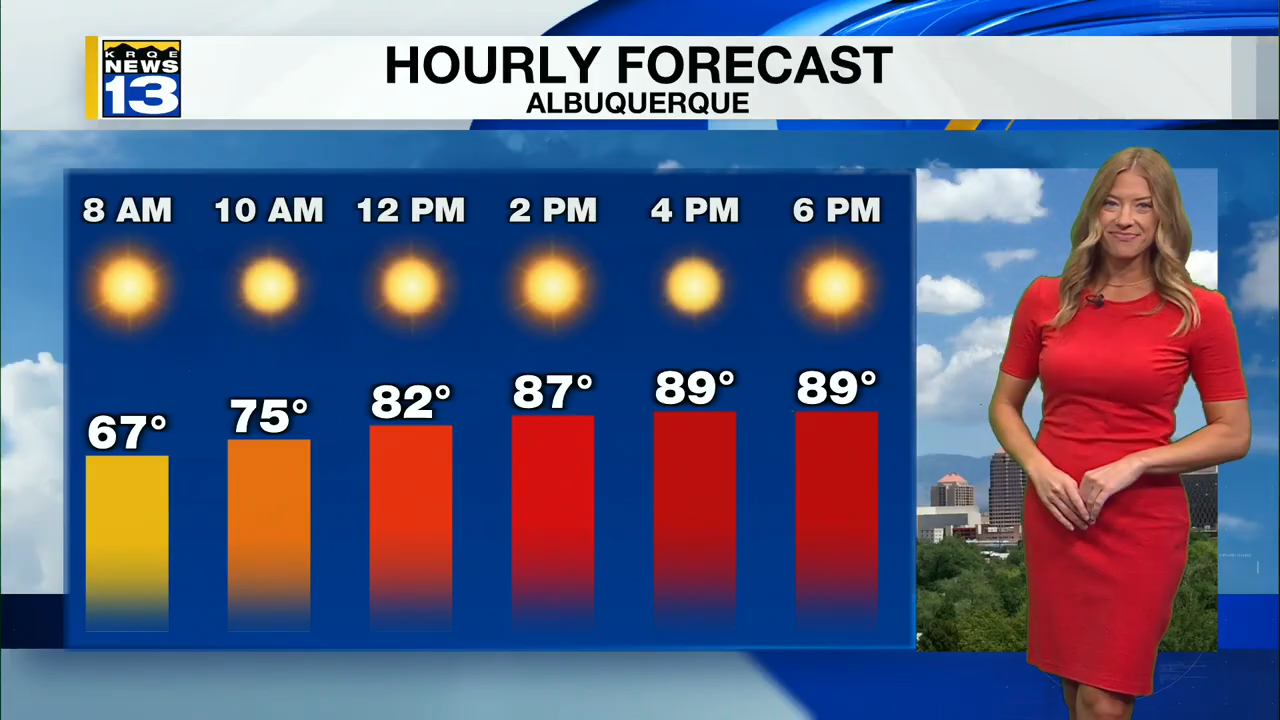 KRQE
NEWS
13
HOURLY FORECAST
ALBUQUERQUE
8 AM 10 AM 12 PM 2 PM 4 PM 6 PM
67° 75° 82° 87° 89° 89°